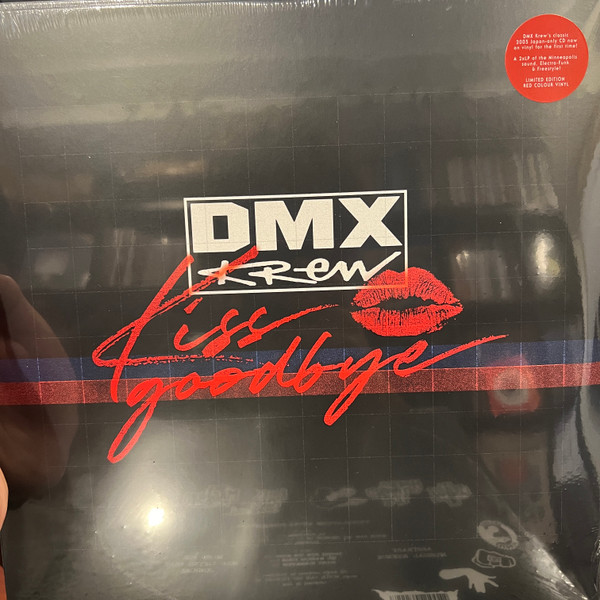 DMX Krew's classic
2005 Japan-only CD now
on vinyl for the first time!
A 2xLP of the Minneapolis
sound, Electro-Funk
& Freestyle!
LIMITED EDITION
RED COLOUR VINYL
DMX
Krew
Kiss
goodbye